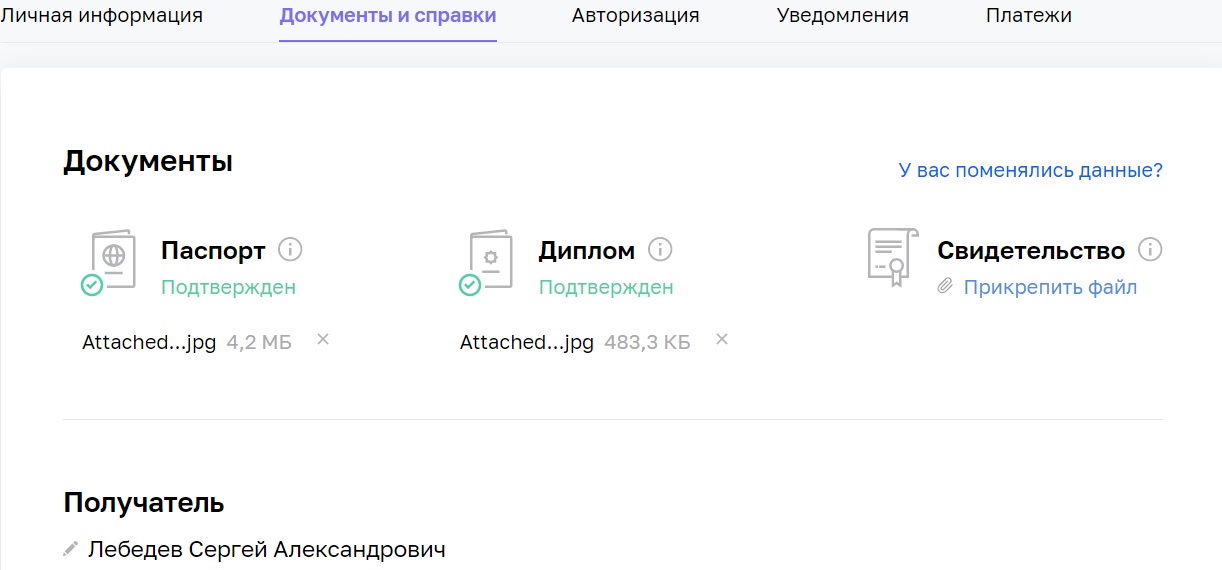 Личная информация Документы и справки Авторизация Уведомления Платежи
Документы
У вас поменялись данные?
Паспорт Диплом Свидетельство
Подтвержден Подтвержден Прикрепить файл
Attached...jpg 4,2 МБ × Attached...jpg 483,3 КБ ×
Получатель
Лебедев Сергей Александрович